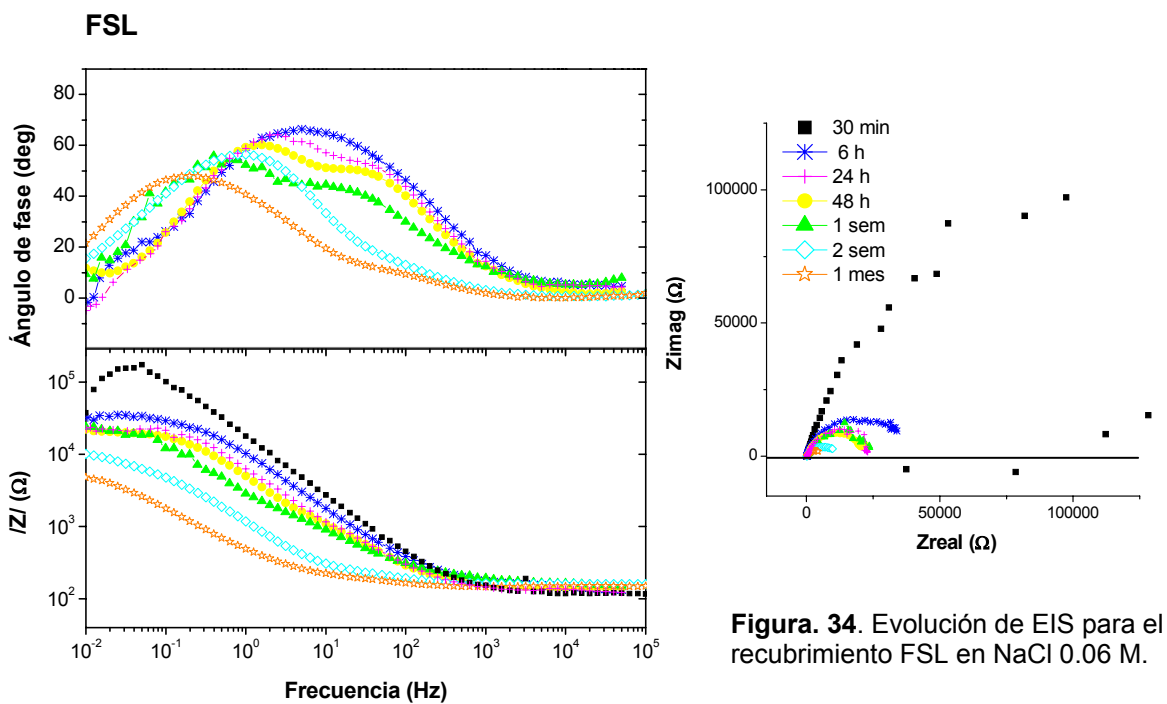 FSL
80
60
40
20
0
Ángulo de fase (deg)
10^5
10^4
10^3
10^2
/Z/ (Ω)
10^-2 10^-1 10^0 10^1 10^2 10^3 10^4 10^5
Frecuencia (Hz)
30 min
6 h
24 h
48 h
1 sem
2 sem
1 mes
100000
50000
0
Zimag (Ω)
0 50000 100000
Zreal (Ω)
Figura. 34. Evolución de EIS para el
recubrimiento FSL en NaCl 0.06 M.